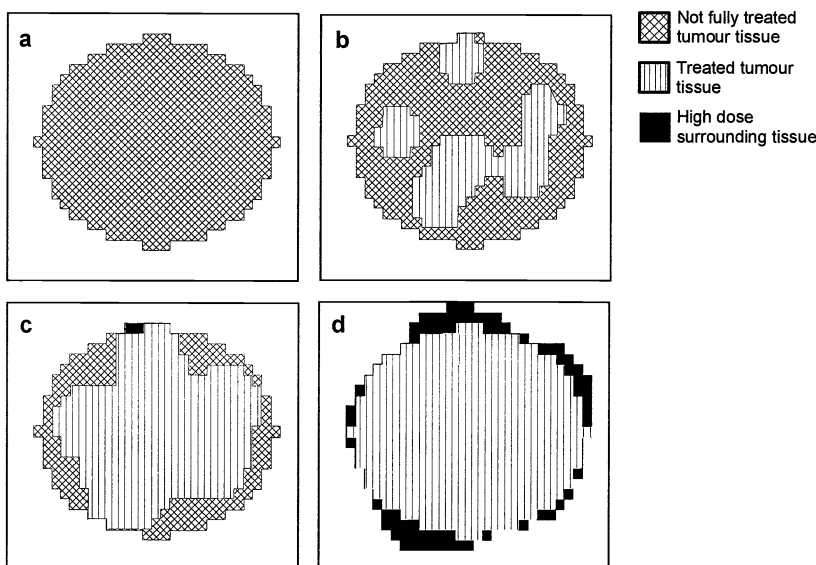 a
b
Not fully treated
tumour tissue
Treated tumour
tissue
High dose
surrounding tissue
c
d